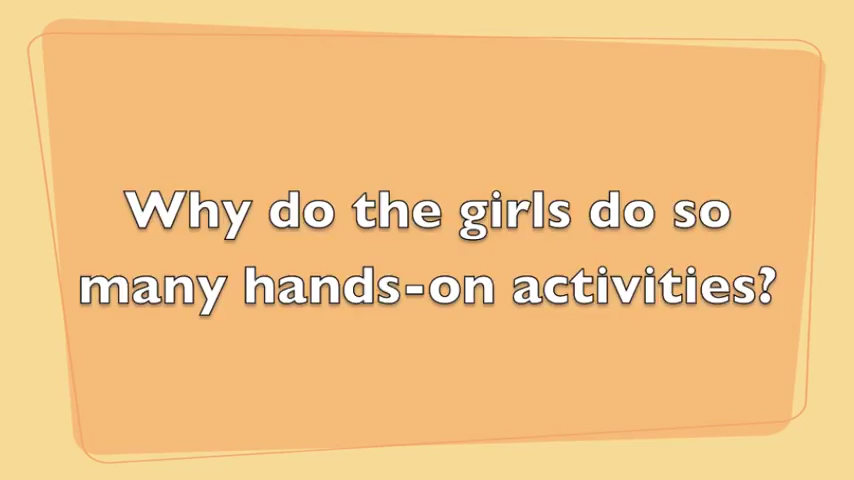 Why do the girls do so
many hands-on activities?